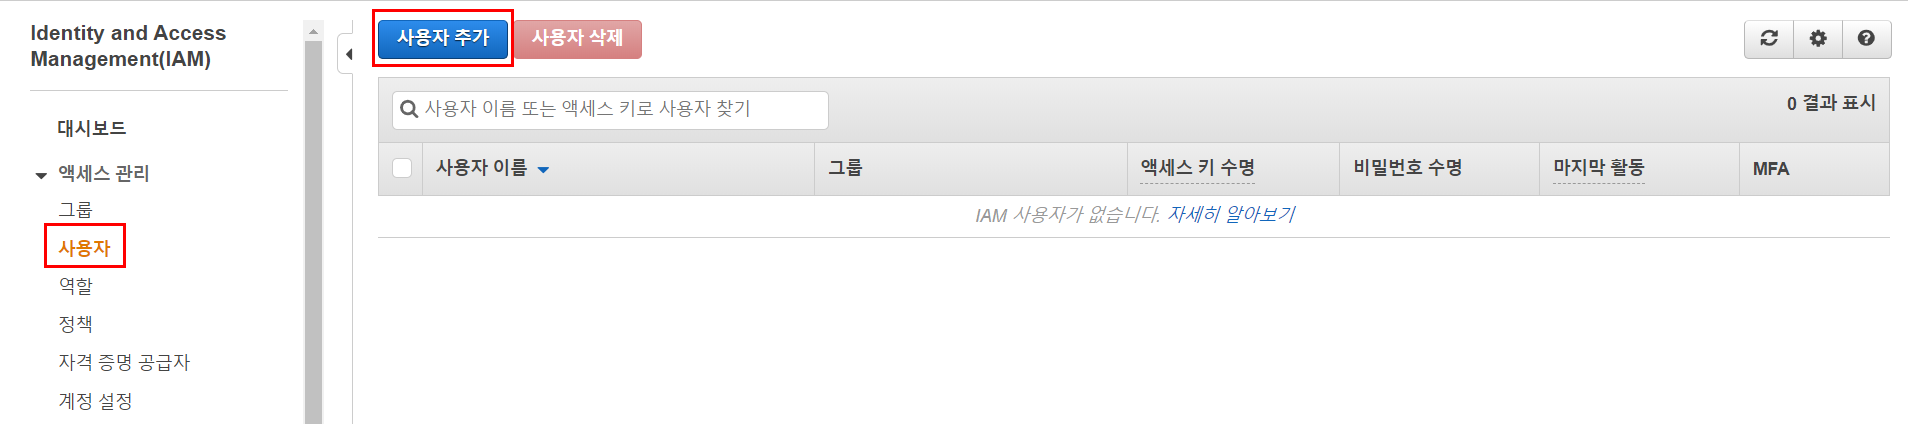 Identity and Access
Management(IAM)
대시보드
액세스 관리
그룹
사용자
역할
정책
자격 증명 공급자
계정 설정
사용자 추가 사용자 삭제
사용자 이름 또는 액세스 키로 사용자 찾기 0 결과 표시
사용자 이름 그룹 액세스 키 수명 비밀번호 수명 마지막 활동 MFA
IAM 사용자가 없습니다. 자세히 알아보기